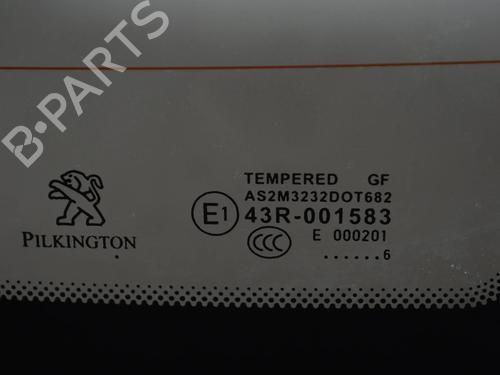 B-PARTS
TEMPERED GF
AS2M3232DOT682
E1 43R-001583
CCC E 000201
PILKINGTON
......6